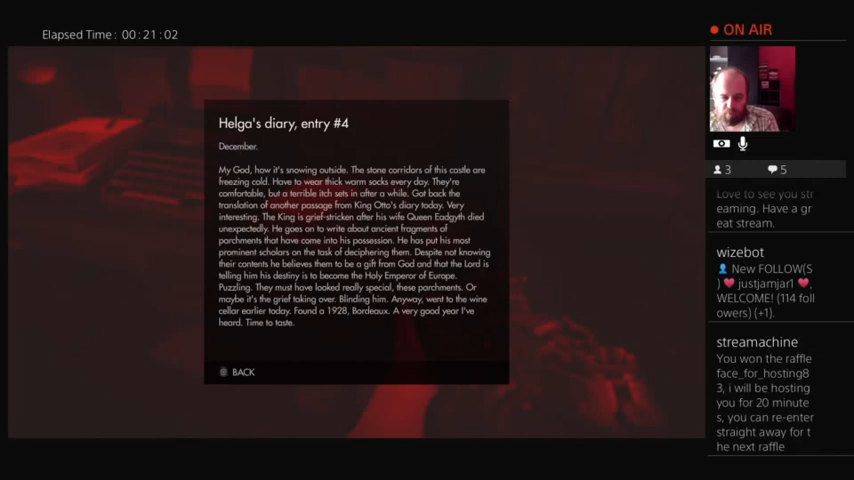 Elapsed Time: 00:21:02
ON AIR
Helga's diary, entry #4
December.
My God, how it's snowing outside. The stone corridors of this castle are
freezing cold. Have to wear thick warm socks every day. They're
comfortable, but a terrible itch sets in after a while. Got back the
translation of another passage from King Otto's diary today. Very
interesting. The King is grief-stricken after his wife Queen Eadgyth died
unexpectedly. He goes on to write about ancient fragments of
parchments that have come into his possession. He has put his most
prominent scholars on the task of deciphering them. Despite not knowing
their contents he believes them to be a gift from God and that the Lord is
telling him his destiny is to become the Holy Emperor of Europe.
Puzzling. They must have looked really special, these parchments. Or
maybe it's the grief taking over. Blinding him. Anyway, went to the wine
cellar earlier today. Found a 1928, Bordeaux. A very good year I've
heard. Time to taste.
BACK
3
5
Love to see you str
eaming. Have a gr
eat stream.
wizebot
New FOLLOW(S
) justjamjar1 ,
WELCOME! (114 foll
owers) (+1).
streamachine
You won the raffle
face_for_hosting8
3, i will be hosting
you for 20 minute
s, you can re-enter
straight away for t
he next raffle